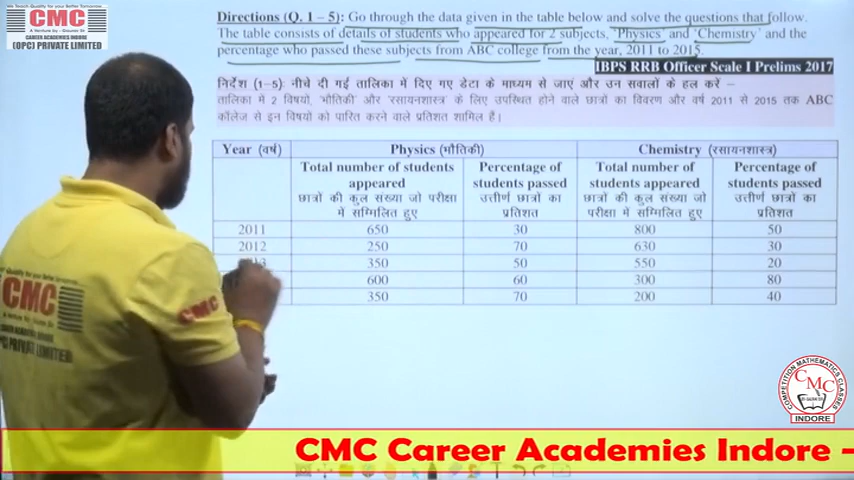 CMC
CAREER ACADEMIES INDORE
(OPC) PRIVATE LIMITED
Directions (Q. 1 – 5): Go through the data given in the table below and solve the questions that follow.
The table consists of details of students who appeared for 2 subjects, 'Physics' and 'Chemistry' and the
percentage who passed these subjects from ABC college from the year, 2011 to 2015.
IBPS RRB Officer Scale I Prelims 2017
निर्देश (1–5): नीचे दी गई तालिका में दिए गए डेटा के माध्यम से जाएं और उन सवालों के हल करें –
तालिका में 2 विषयो, 'भौतिकी' और 'रसायनशास्त्र' के लिए उपस्थित होने वाले छात्रों का विवरण और वर्ष 2011 से 2015 तक ABC
कॉलेज से इन विषयों को पारित करने वाले प्रतिशत शामिल हैं।
Year (वर्ष) Physics (भौतिकी) Chemistry (रसायनशास्त्र)
Total number of students appeared छात्रों की कुल संख्या जो परीक्षा में सम्मिलित हुए Percentage of students passed उत्तीर्ण छात्रों का प्रतिशत Total number of students appeared छात्रों की कुल संख्या जो परीक्षा में सम्मिलित हुए Percentage of students passed उत्तीर्ण छात्रों का प्रतिशत
2011 650 30 800 50
2012 250 70 630 30
350 50 550 20
600 60 300 80
350 70 200 40
CMC
CMC
COMPETITION MATHEMATICS CLASSES
CMC
INDORE
CMC Career Academies Indore –